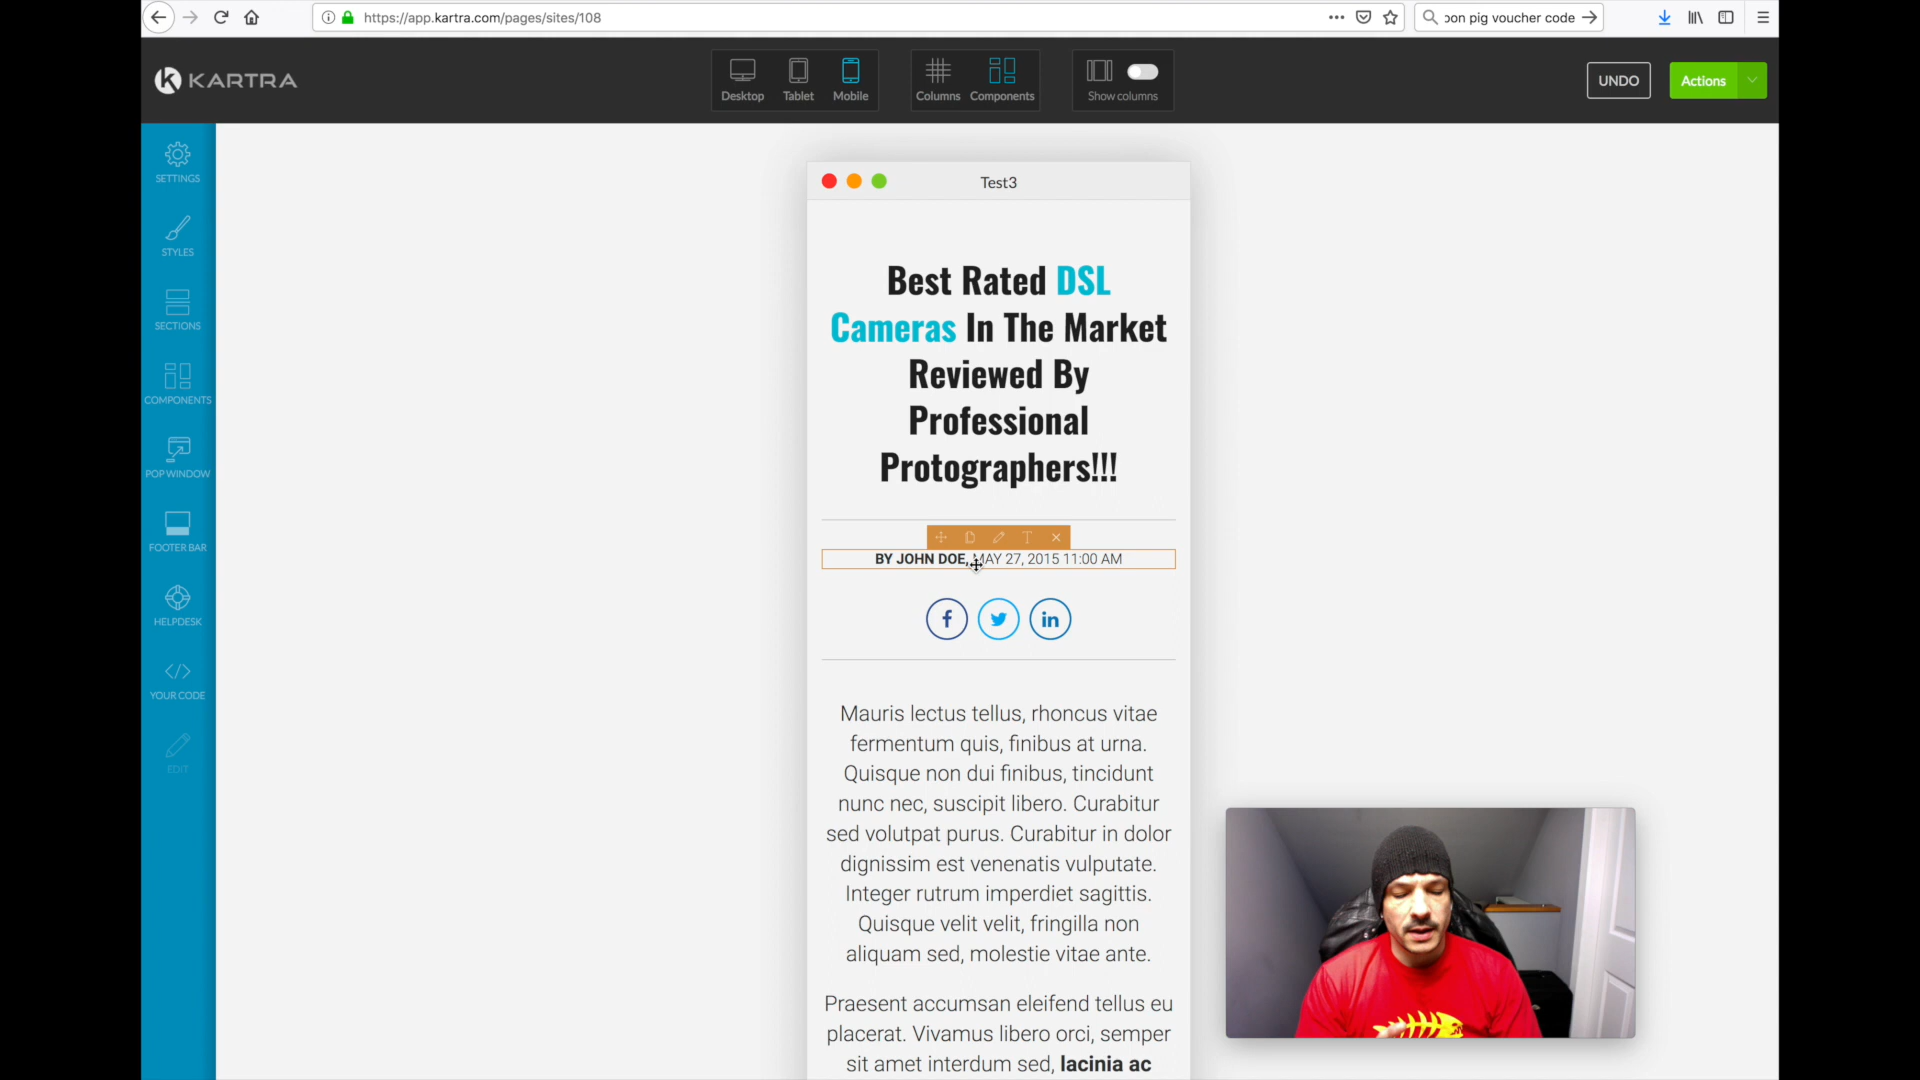 https://app.kartra.com/pages/sites/108
oon pig voucher code
KARTRA
Desktop
Tablet
Mobile
Columns
Components
Show columns
UNDO
Actions
SETTINGS
STYLES
SECTIONS
COMPONENTS
POP WINDOW
FOOTER BAR
HELPDESK
YOUR CODE
EDIT
Test3
Best Rated DSL
Cameras In The Market
Reviewed By
Professional
Protographers!!!
BY JOHN DOE, MAY 27, 2015 11:00 AM
Mauris lectus tellus, rhoncus vitae
fermentum quis, finibus at urna.
Quisque non dui finibus, tincidunt
nunc nec, suscipit libero. Curabitur
sed volutpat purus. Curabitur in dolor
dignissim est venenatis vulputate.
Integer rutrum imperdiet sagittis.
Quisque velit velit, fringilla non
aliquam sed, molestie vitae ante.
Praesent accumsan eleifend tellus eu
placerat. Vivamus libero orci, semper
sit amet interdum sed, lacinia ac